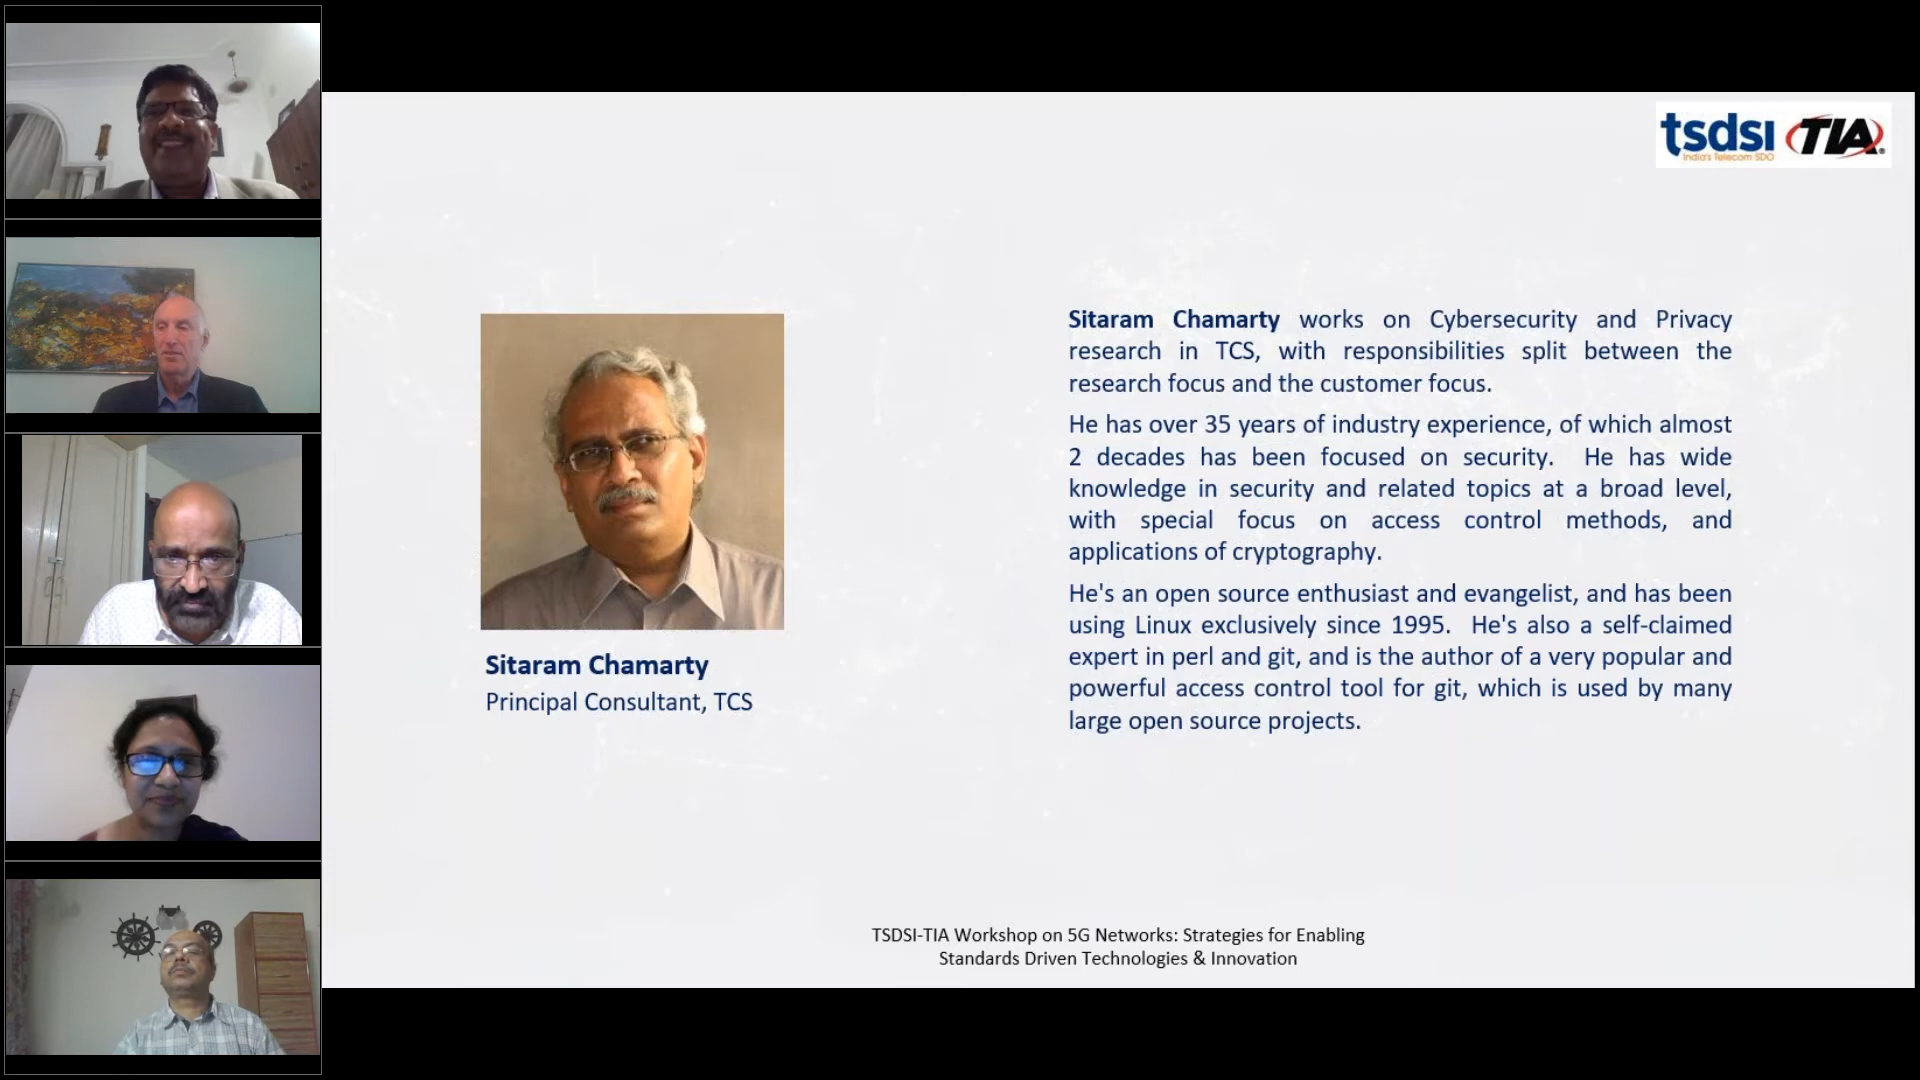 tsdsi TIA®
India's Telecom SDO
Sitaram Chamarty works on Cybersecurity and Privacy
research in TCS, with responsibilities split between the
research focus and the customer focus.
He has over 35 years of industry experience, of which almost
2 decades has been focused on security. He has wide
knowledge in security and related topics at a broad level,
with special focus on access control methods, and
applications of cryptography.
He's an open source enthusiast and evangelist, and has been
using Linux exclusively since 1995. He's also a self-claimed
expert in perl and git, and is the author of a very popular and
powerful access control tool for git, which is used by many
large open source projects.
Sitaram Chamarty
Principal Consultant, TCS
TSDSI-TIA Workshop on 5G Networks: Strategies for Enabling
Standards Driven Technologies & Innovation